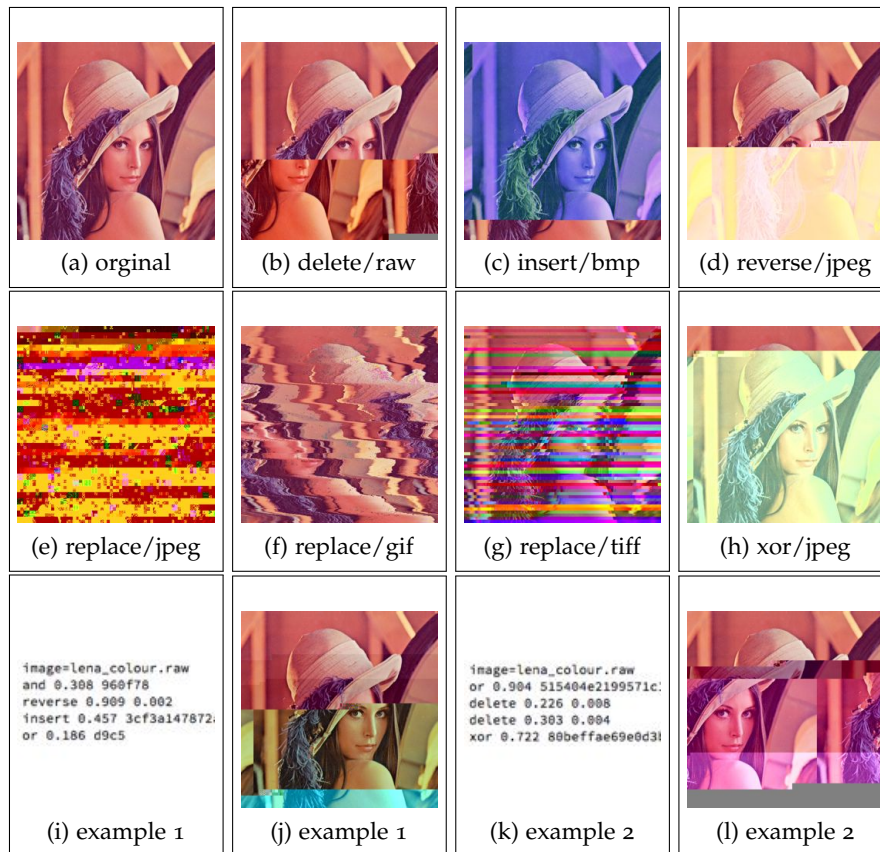 (a) orginal
(b) delete/raw
(c) insert/bmp
(d) reverse/jpeg
(e) replace/jpeg
(f) replace/gif
(g) replace/tiff
(h) xor/jpeg
image=lena_colour.raw
and 0.308 960f78
reverse 0.909 0.002
insert 0.457 3cf3a147872
or 0.186 d9c5
(i) example 1
(j) example 1
image=lena_colour.raw
or 0.904 515404e2199571c
delete 0.226 0.008
delete 0.303 0.004
xor 0.722 80beffae69e0d3
(k) example 2
(l) example 2